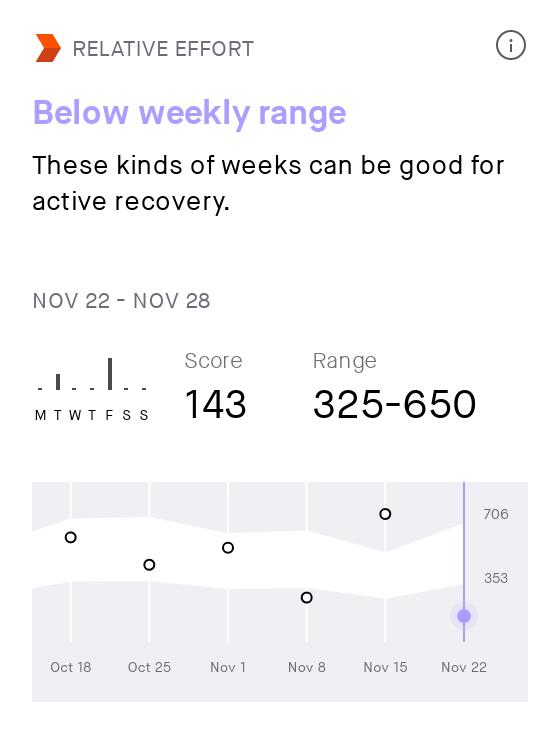 RELATIVE EFFORT
Below weekly range
These kinds of weeks can be good for
active recovery.
NOV 22 - NOV 28
Score Range
143 325-650
M T W T F S S
706
353
Oct 18 Oct 25 Nov 1 Nov 8 Nov 15 Nov 22